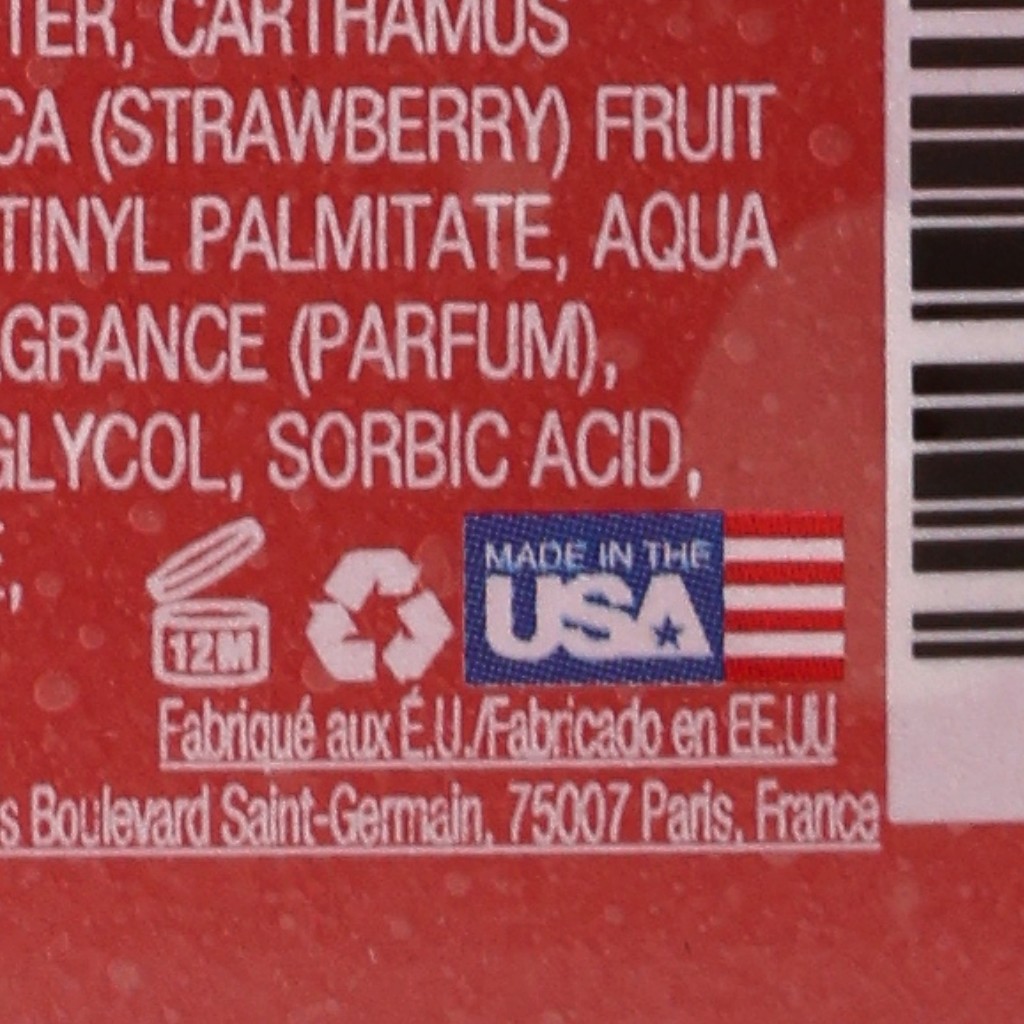 TER, CARTHAMUS
CA (STRAWBERRY) FRUIT
TINYL PALMITATE, AQUA
GRANCE (PARFUM),
GLYCOL, SORBIC ACID,
12M
MADE IN THE
USA
Fabriqué aux É.U./Fabricado en EE.UU
s Boulevard Saint-Germain, 75007 Paris, France